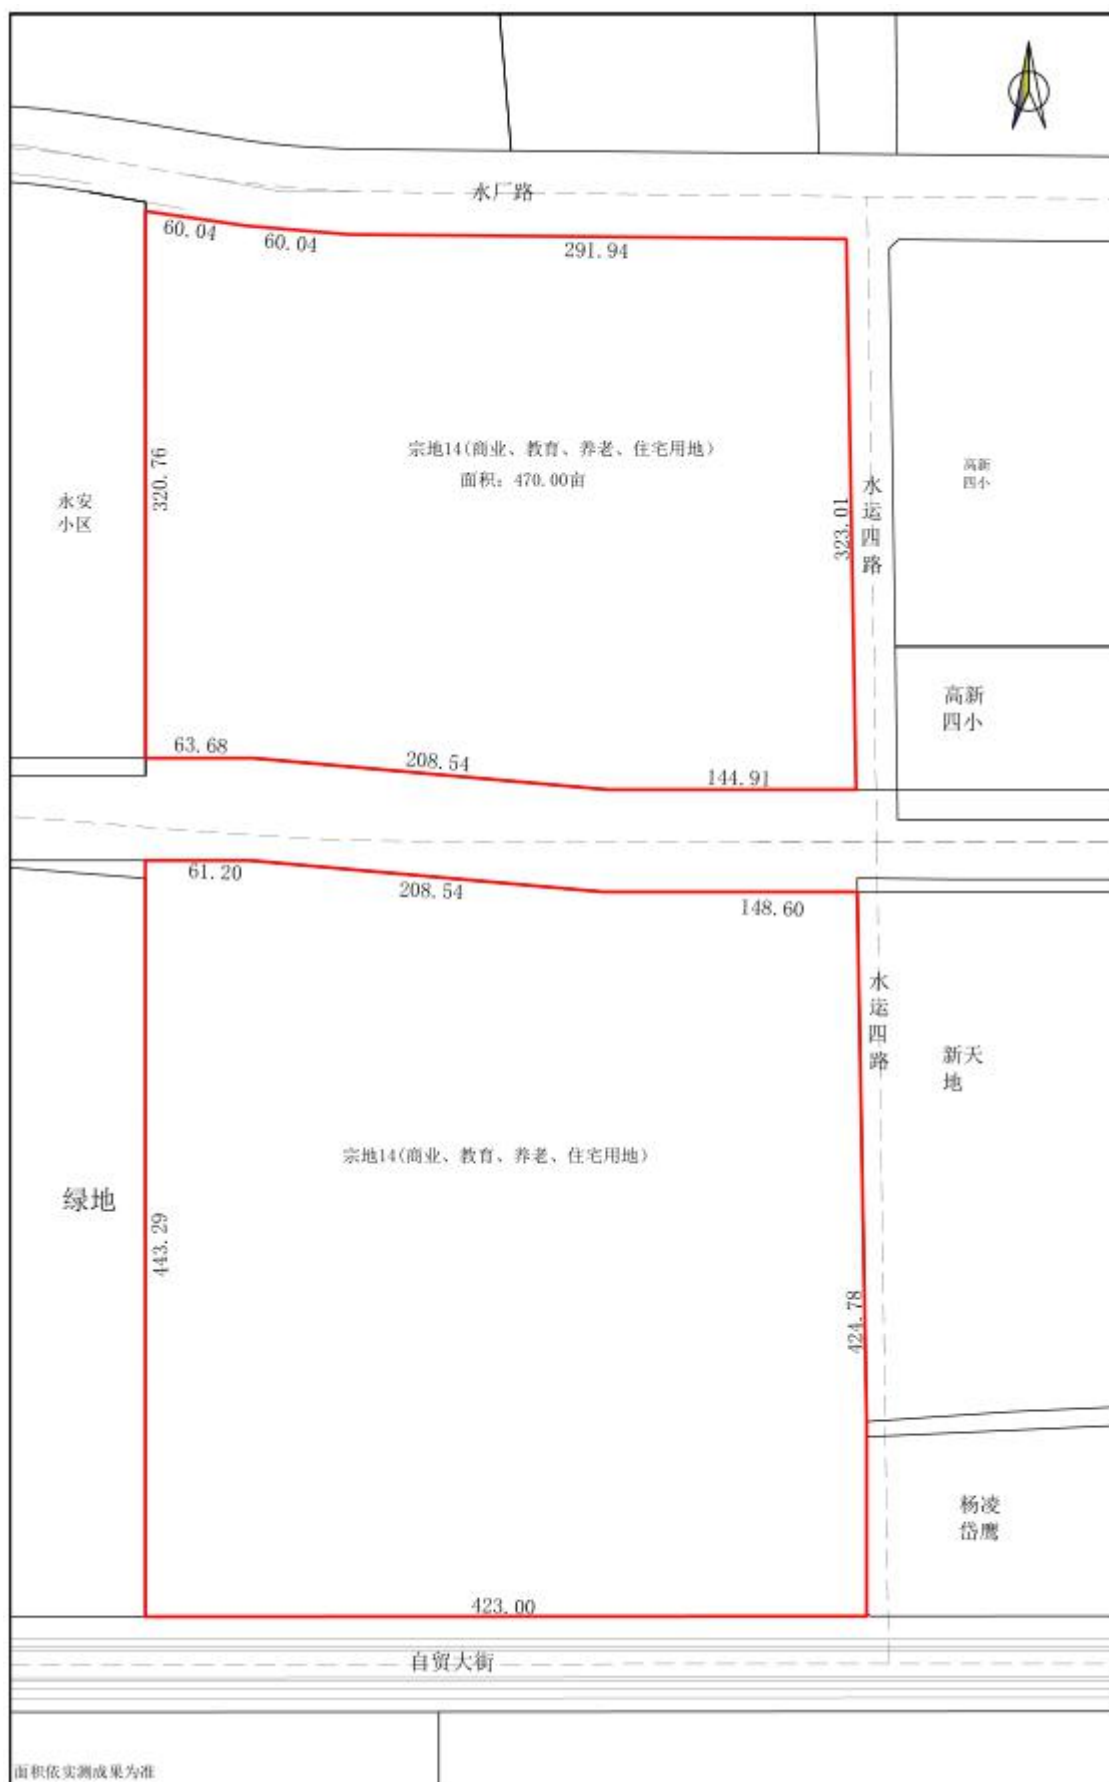 水厂路
60.04
60.04
291.94
宗地14(商业、教育、养老、住宅用地)
面积：470.00亩
320.76
永安
小区
323.01
水
运
四
路
高新
四小
高新
四小
63.68
208.54
144.91
61.20
208.54
148.60
水
运
四
路
新天
地
宗地14(商业、教育、养老、住宅用地)
绿地
443.29
424.78
杨凌
岱鹰
423.00
自贸大街
面积依实测成果为准